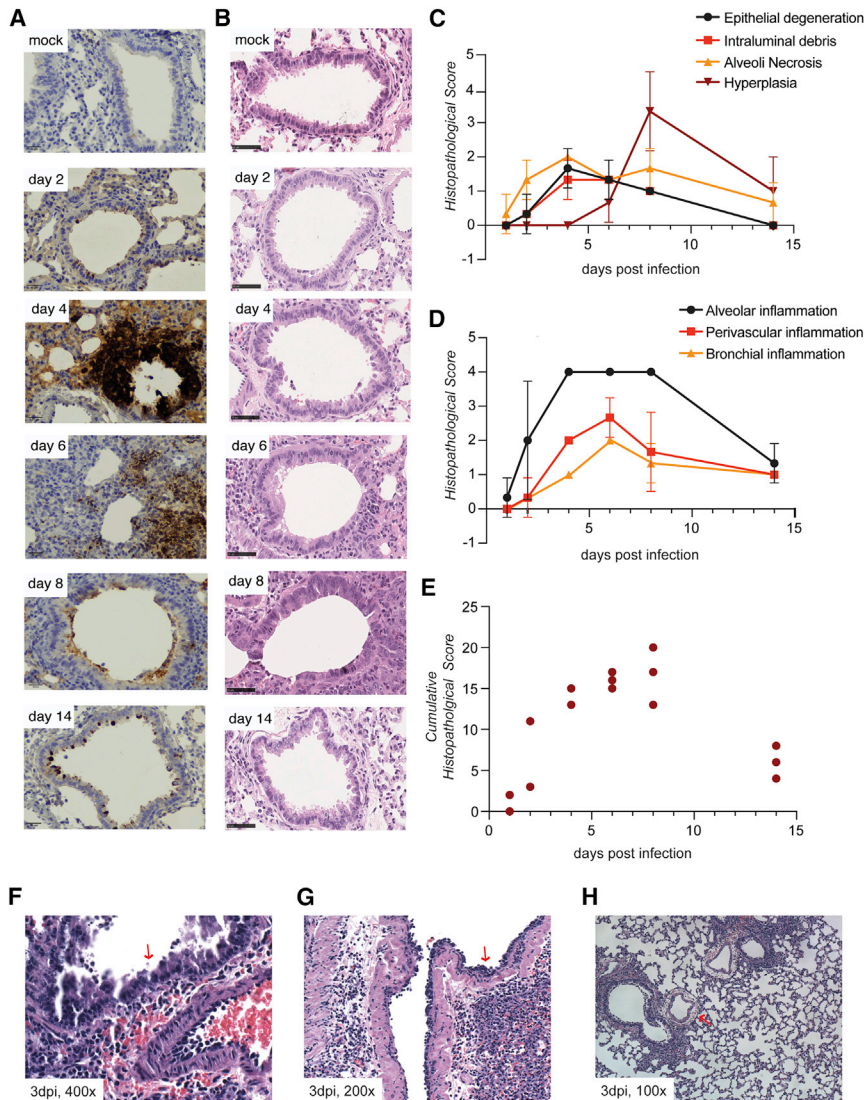 A
mock
day 2
day 4
day 6
day 8
day 14
B
mock
day 2
day 4
day 6
day 8
day 14
C
Epithelial degeneration
Intraluminal debris
Alveoli Necrosis
Hyperplasia
Histopathological Score
5
4
3
2
1
0
-1
5
10
15
days post infection
D
Alveolar inflammation
Perivascular inflammation
Bronchial inflammation
Histopathological Score
5
4
3
2
1
0
5
10
15
days post infection
E
Cumulative
Histopatholgical Score
25
20
15
10
5
0
0
5
10
15
days post infection
F
3dpi, 400x
G
3dpi, 200x
H
3dpi, 100x